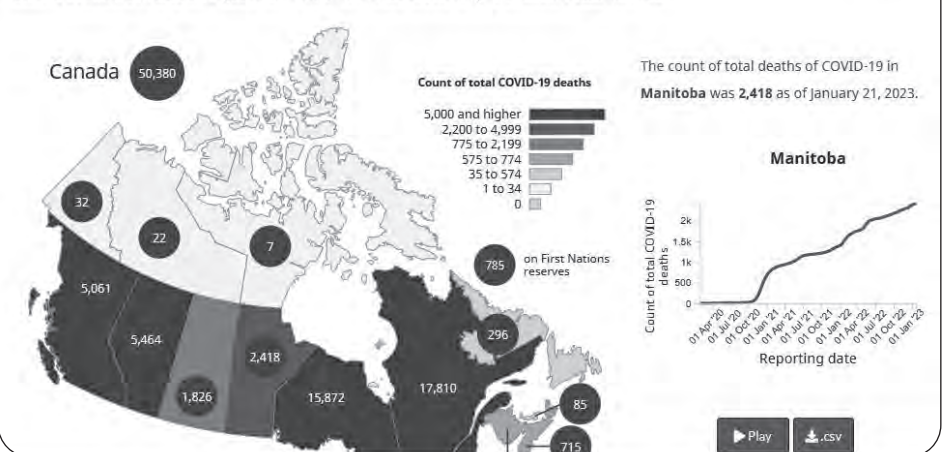 Canada 50,380
Count of total COVID-19 deaths
5,000 and higher
2,200 to 4,999
775 to 2,199
575 to 774
35 to 574
1 to 34
0
32
22
7
785 on First Nations
reserves
5,061
5,464
1,826
2,418
15,872
17,810
296
85
715
The count of total deaths of COVID-19 in
Manitoba was 2,418 as of January 21, 2023.
Manitoba
Count of total COVID-19
deaths
2k
1.5k
1k
500
0
01 Apr '20
01 Jul '20
01 Oct '20
01 Jan '21
01 Apr '21
01 Jul '21
01 Oct '21
01 Jan '22
01 Apr '22
01 Jul '22
01 Oct '22
01 Jan '23
Reporting date
Play
.csv